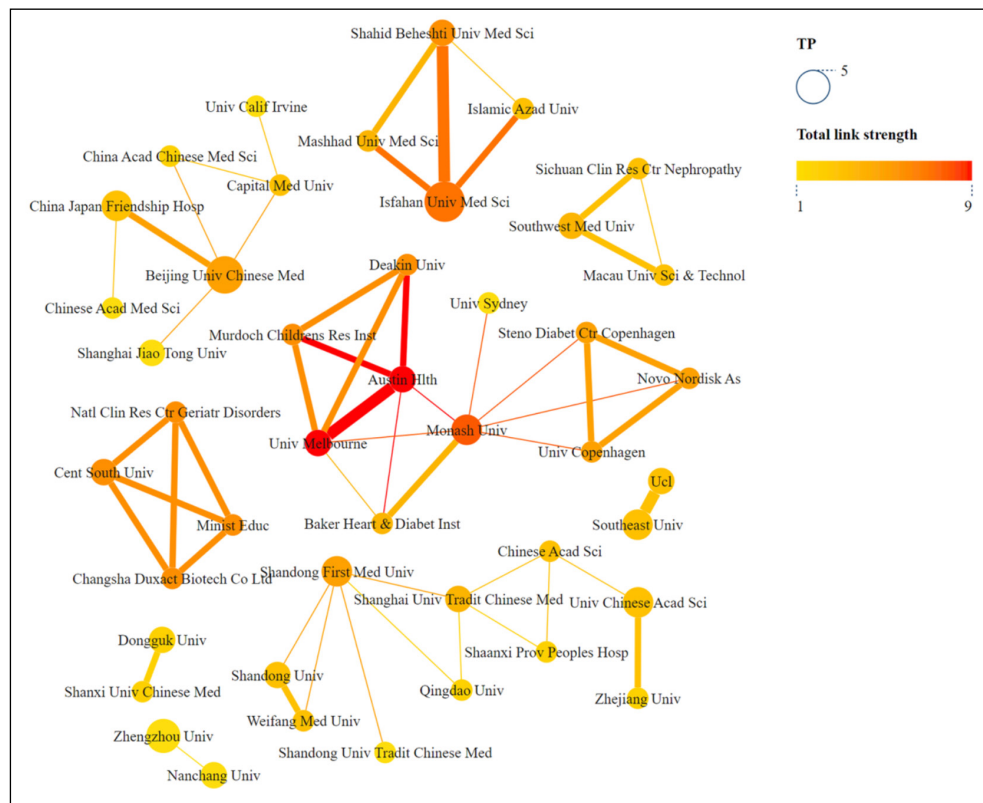 Shahid Beheshti Univ Med Sci
TP
5
Univ Calif Irvine
Islamic Azad Univ
Mashhad Univ Med Sci
Total link strength
China Acad Chinese Med Sci
Sichuan Clin Res Ctr Nephropathy
Capital Med Univ
China Japan Friendship Hosp
Isfahan Univ Med Sci
1
9
Southwest Med Univ
Deakin Univ
Beijing Univ Chinese Med
Macau Univ Sci & Technol
Univ Sydney
Chinese Acad Med Sci
Murdoch Childrens Res Inst
Steno Diabet Ctr Copenhagen
Shanghai Jiao Tong Univ
Austin Hlth
Novo Nordisk As
Natl Clin Res Ctr Geriatr Disorders
Monash Univ
Univ Melbourne
Univ Copenhagen
Cent South Univ
Ucl
Minist Educ
Baker Heart & Diabet Inst
Southeast Univ
Chinese Acad Sci
Changsha Duxact Biotech Co Ltd
Shandong First Med Univ
Shanghai Univ Tradit Chinese Med
Univ Chinese Acad Sci
Dongguk Univ
Shaanxi Prov Peoples Hosp
Shandong Univ
Shanxi Univ Chinese Med
Qingdao Univ
Zhejiang Univ
Weifang Med Univ
Zhengzhou Univ
Shandong Univ Tradit Chinese Med
Nanchang Univ